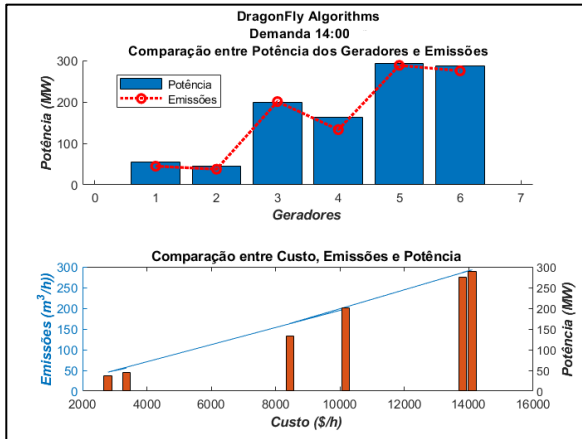 DragonFly Algorithms
Demanda 14:00
Comparação entre Potência dos Geradores e Emissões
Potência (MW)
300
200
100
0
Potência
Emissões
0 1 2 3 4 5 6 7
Geradores
Comparação entre Custo, Emissões e Potência
Emissões (m³/h))
300
250
200
150
100
50
0
300
250
200
150
100
50
0
Potência (MW)
2000 4000 6000 8000 10000 12000 14000 16000
Custo ($/h)